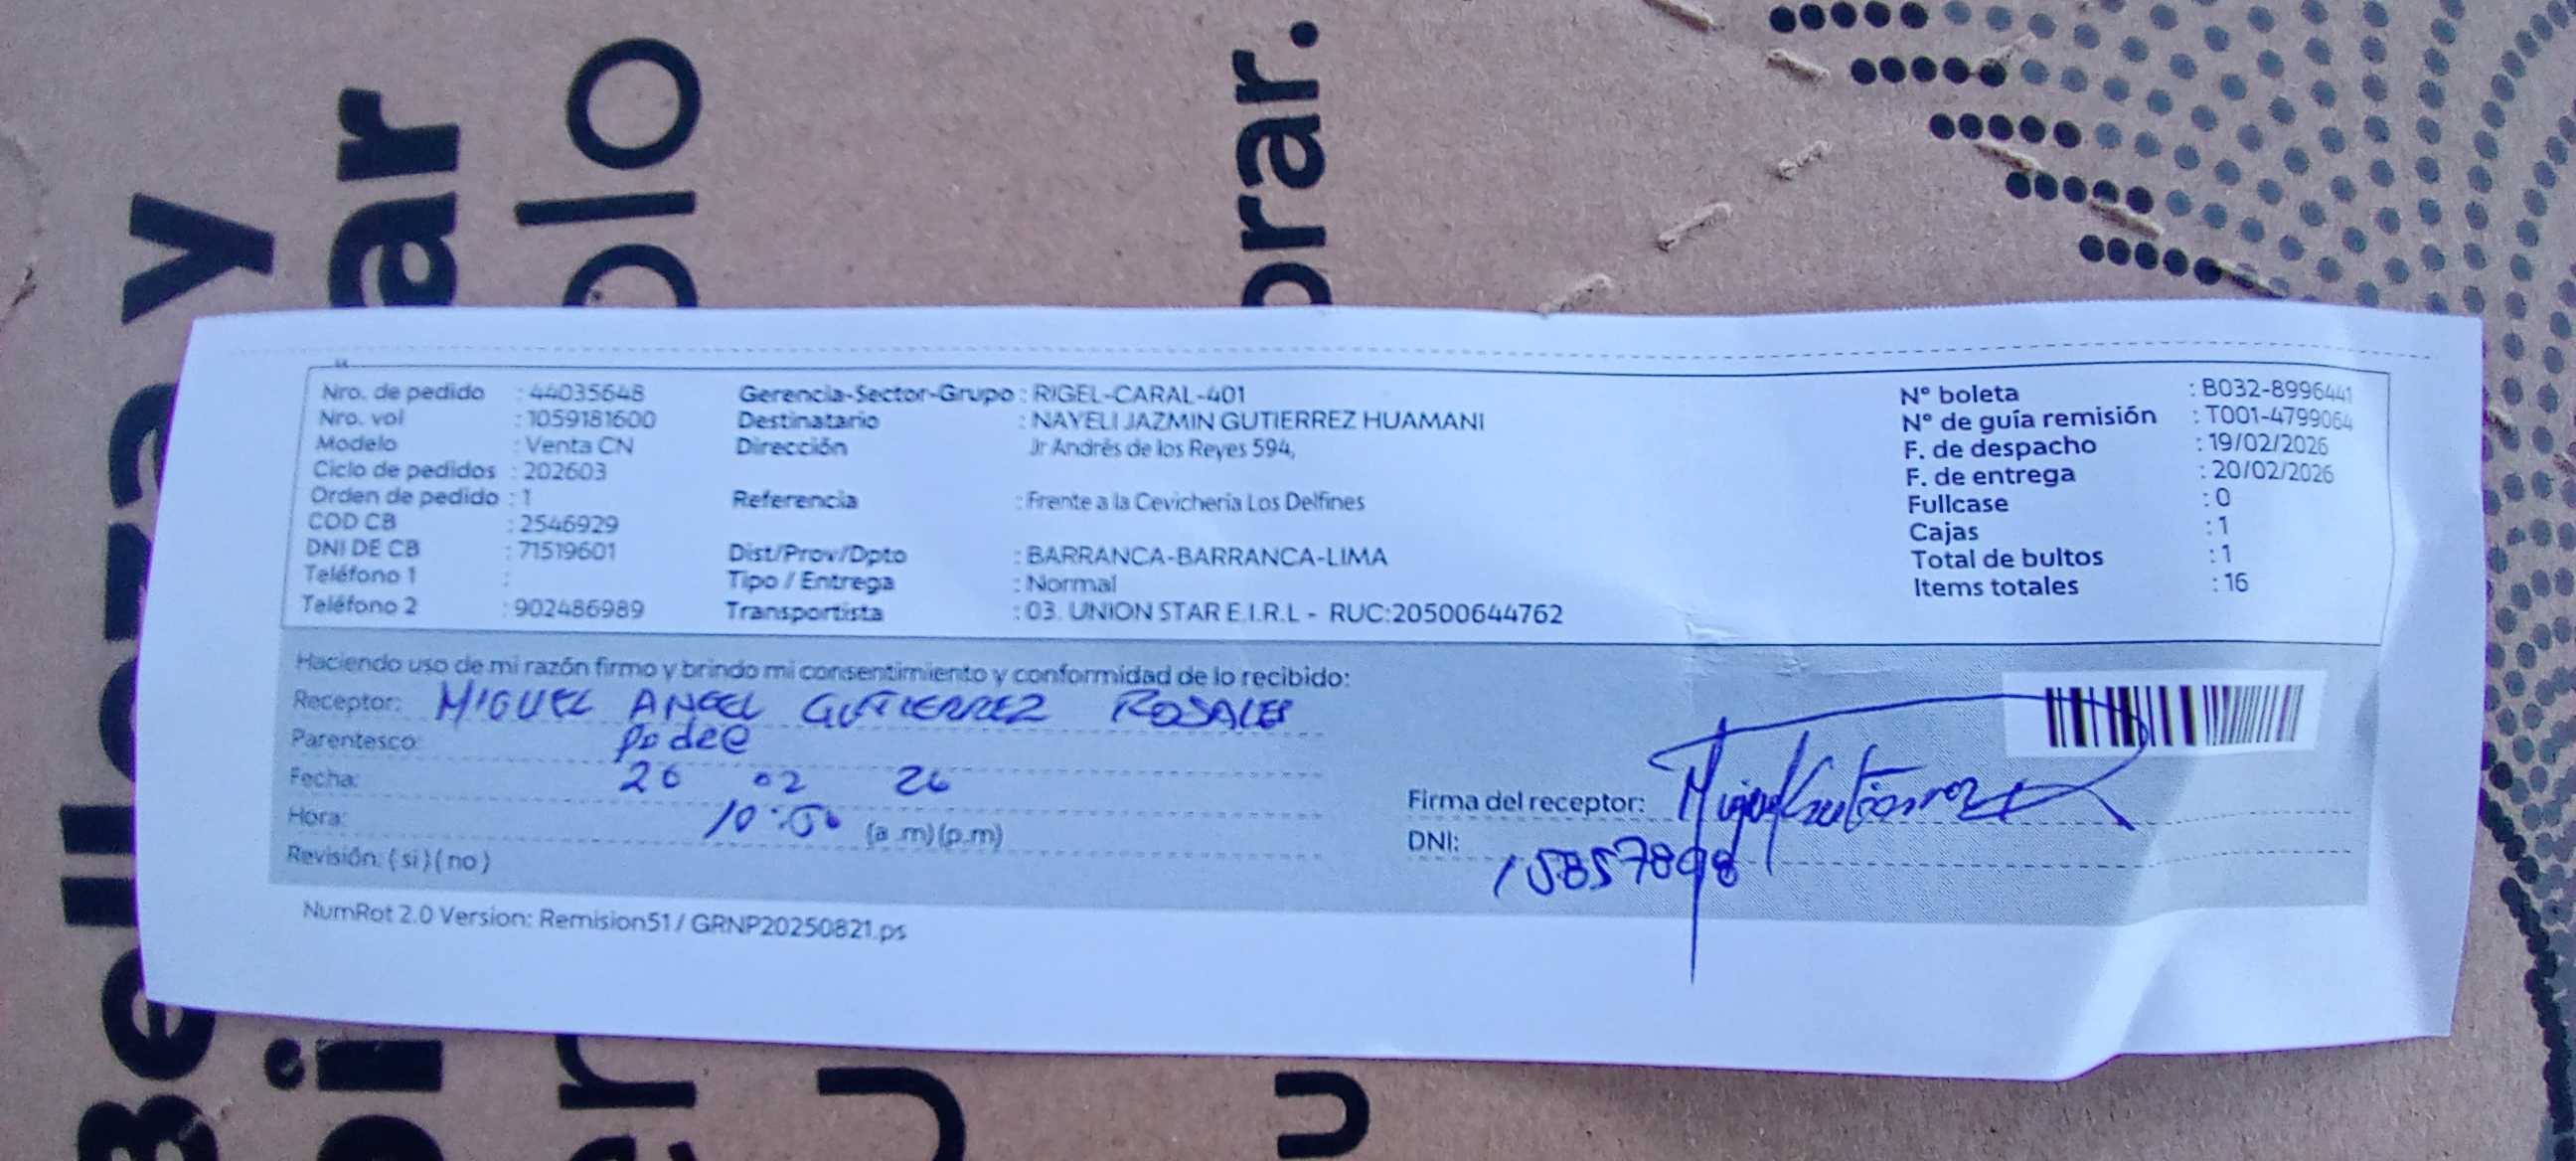 Nro. de pedido : 44035648
Nro. vol : 1059181600
Modelo : Venta CN
Ciclo de pedidos : 202603
Orden de pedido : 1
COD CB : 2546929
DNI DE CB : 71519601
Teléfono 1 :
Teléfono 2 : 902486989
Gerencia-Sector-Grupo : RIGEL-CARAL-401
Destinatario : NAYELI JAZMIN GUTIERREZ HUAMANI
Dirección Jr Andrés de los Reyes 594,
Referencia : Frente a la Cevicheria Los Delfines
Dist/Prov/Dpto : BARRANCA-BARRANCA-LIMA
Tipo / Entrega : Normal
Transportista : 03. UNION STAR E.I.R.L - RUC:20500644762
N° boleta : B032-8996441
N° de guía remisión : T001-4799064
F. de despacho : 19/02/2026
F. de entrega : 20/02/2026
Fullcase : 0
Cajas : 1
Total de bultos : 1
Items totales : 16
Haciendo uso de mi razón firmo y brindo mi consentimiento y conformidad de lo recibido:
Receptor: MIGUEL ANGEL GUTIERREZ ROSALES
Parentesco:
Fecha: 20 02 26
Hora: 10:50 (a.m)(p.m)
Revisión: (si)(no)
Firma del receptor:
DNI: 15857898
NumRot 2.0 Version: Remision51 / GRNP20250821.ps